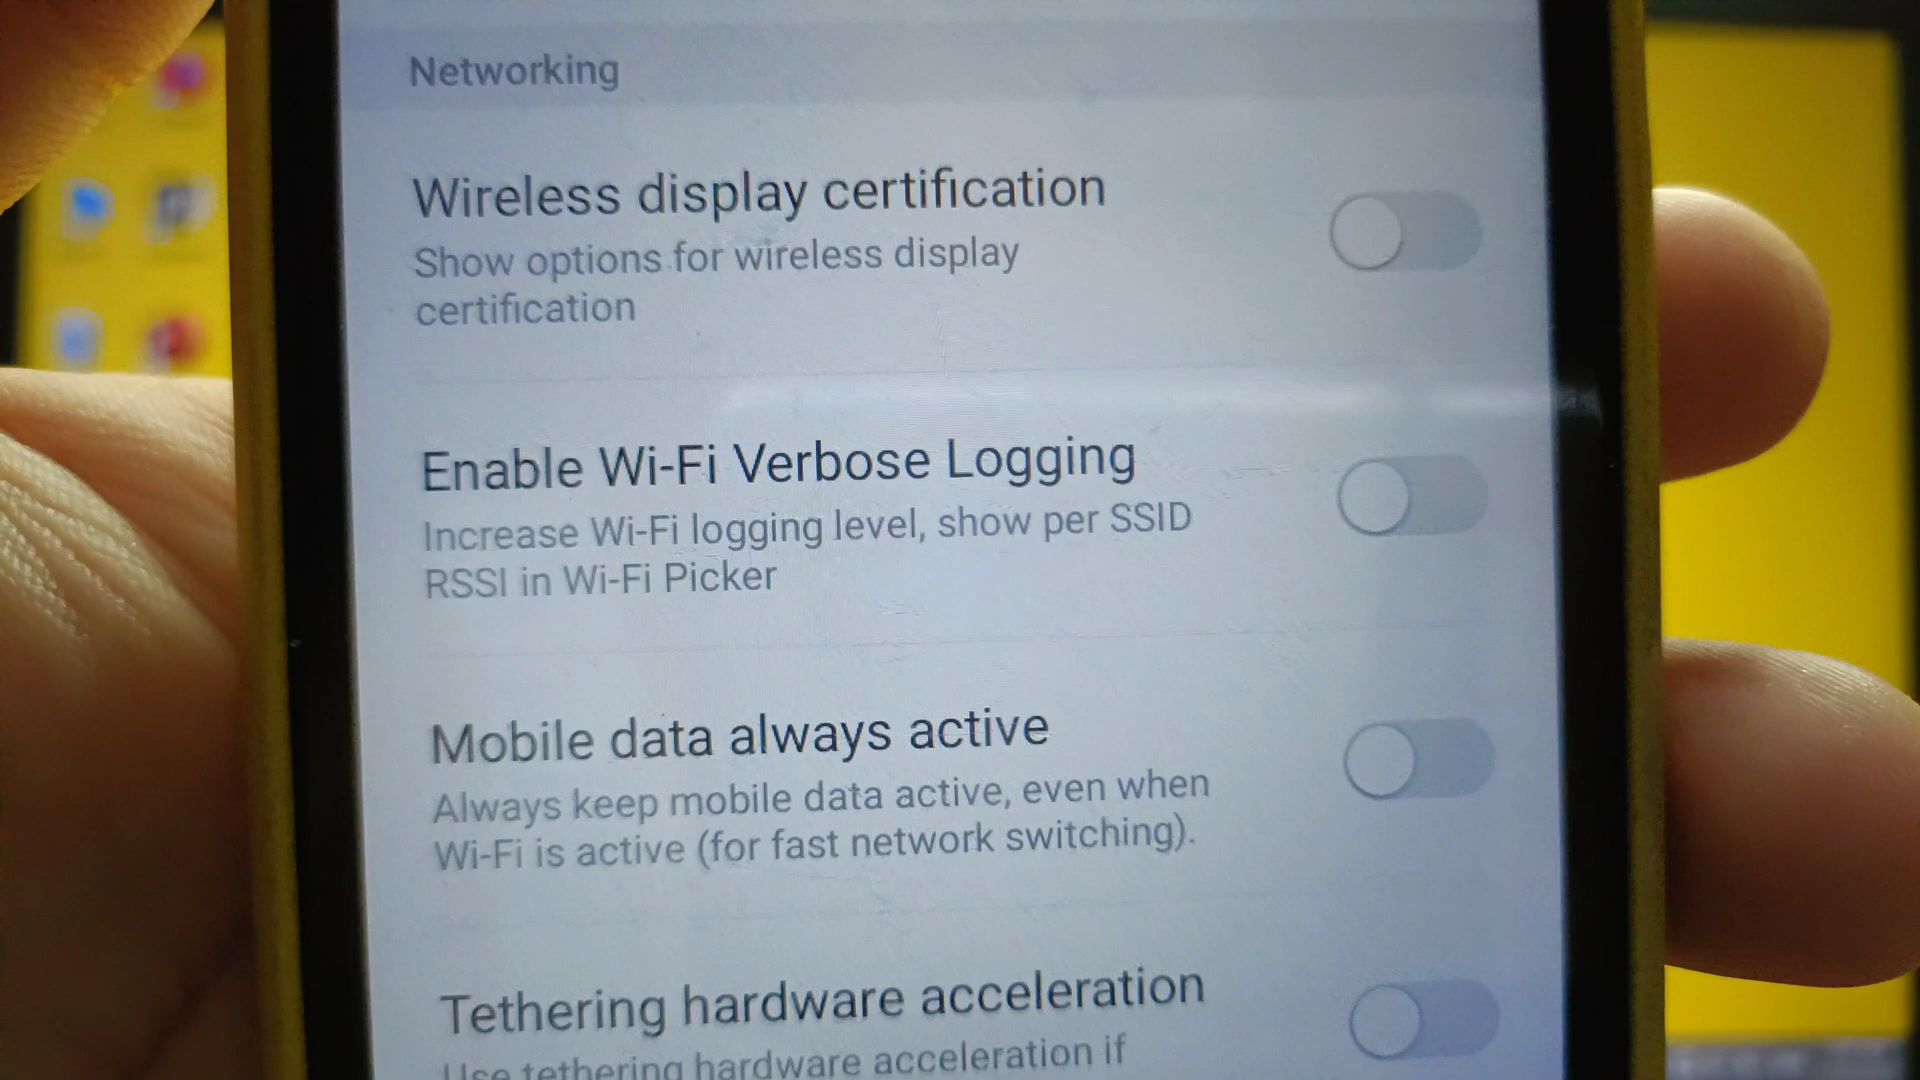 Networking
Wireless display certification
Show options for wireless display
certification
Enable Wi-Fi Verbose Logging
Increase Wi-Fi logging level, show per SSID
RSSI in Wi-Fi Picker
Mobile data always active
Always keep mobile data active, even when
Wi-Fi is active (for fast network switching).
Tethering hardware acceleration
Use tethering hardware acceleration if